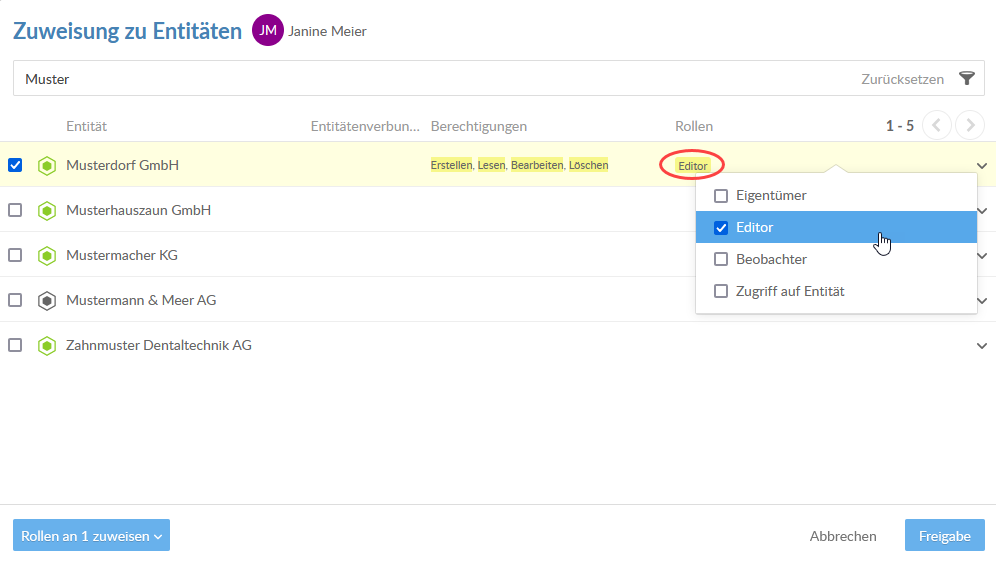 Zuweisung zu Entitäten JM Janine Meier
Muster Zurücksetzen
Entität Entitätenverbun... Berechtigungen Rollen 1 - 5
Musterdorf GmbH Erstellen, Lesen, Bearbeiten, Löschen Editor
Eigentümer
Musterhauszaun GmbH
Editor
Mustermacher KG
Beobachter
Zugriff auf Entität
Mustermann & Meer AG
Zahnmuster Dentaltechnik AG
Rollen an 1 zuweisen Abbrechen Freigabe